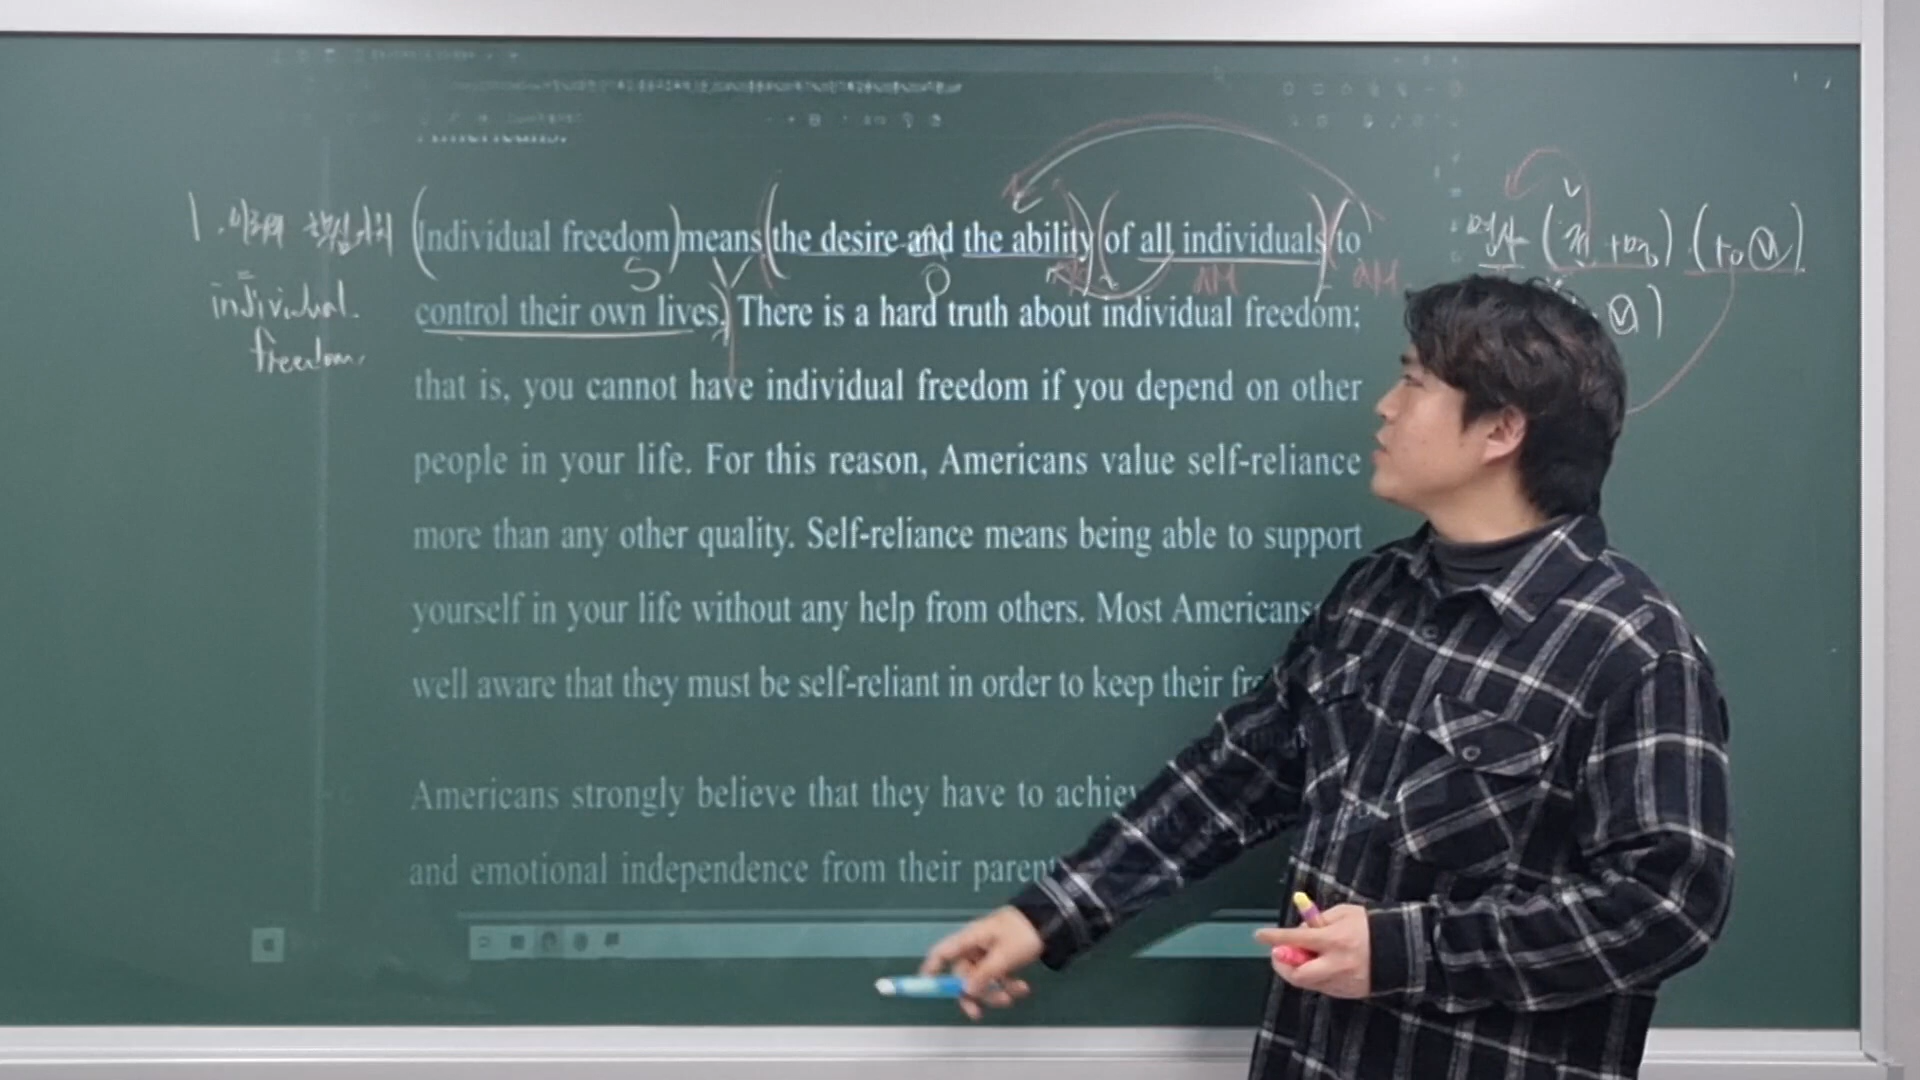 Americans.
1. 미국의 핵심가치
individual
freedom
Individual freedom means the desire and the ability of all individuals to
S V O
control their own lives. There is a hard truth about individual freedom;
that is, you cannot have individual freedom if you depend on other
people in your life. For this reason, Americans value self-reliance
more than any other quality. Self-reliance means being able to support
yourself in your life without any help from others. Most Americans
well aware that they must be self-reliant in order to keep their
Americans strongly believe that they have to
and emotional independence from their
명사 (전+명) (to ⓥ)